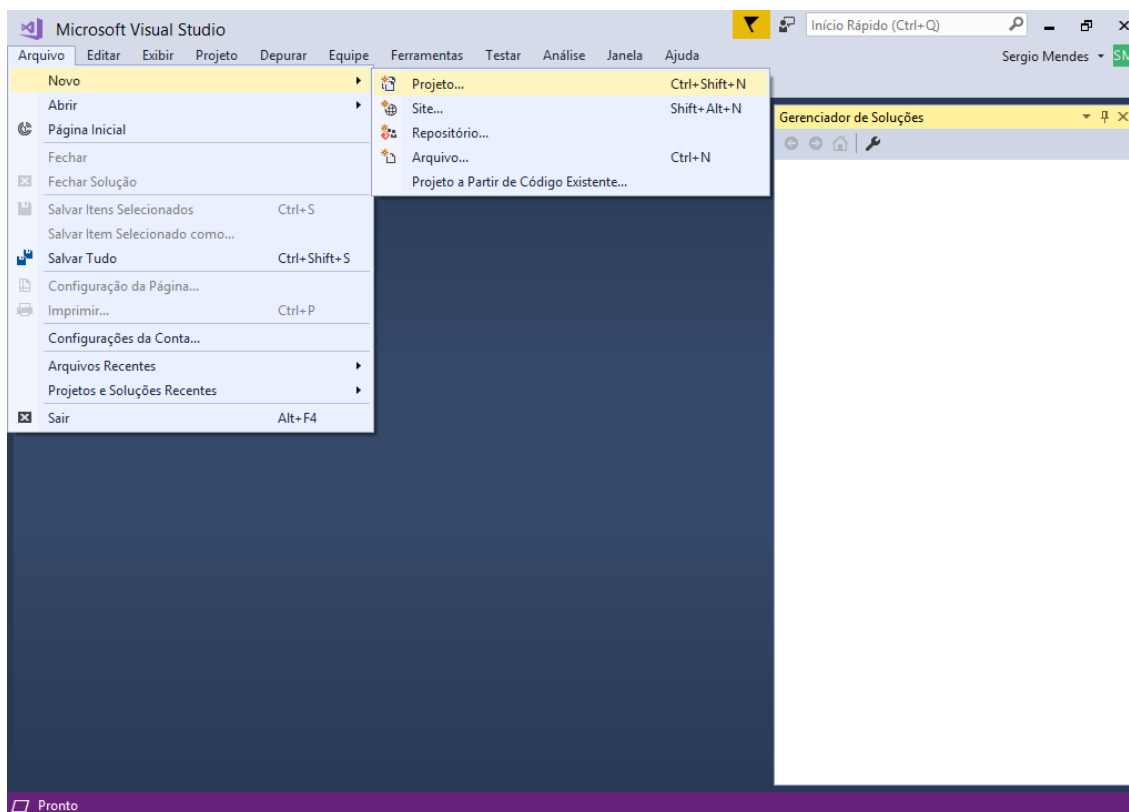 Microsoft Visual Studio
Início Rápido (Ctrl+Q)
Arquivo Editar Exibir Projeto Depurar Equipe Ferramentas Testar Análise Janela Ajuda
Sergio Mendes SM
Novo
Abrir
Página Inicial
Fechar
Fechar Solução
Salvar Itens Selecionados Ctrl+S
Salvar Item Selecionado como...
Salvar Tudo Ctrl+Shift+S
Configuração da Página...
Imprimir... Ctrl+P
Configurações da Conta...
Arquivos Recentes
Projetos e Soluções Recentes
Sair Alt+F4
Projeto... Ctrl+Shift+N
Site... Shift+Alt+N
Repositório...
Arquivo... Ctrl+N
Projeto a Partir de Código Existente...
Gerenciador de Soluções
Pronto